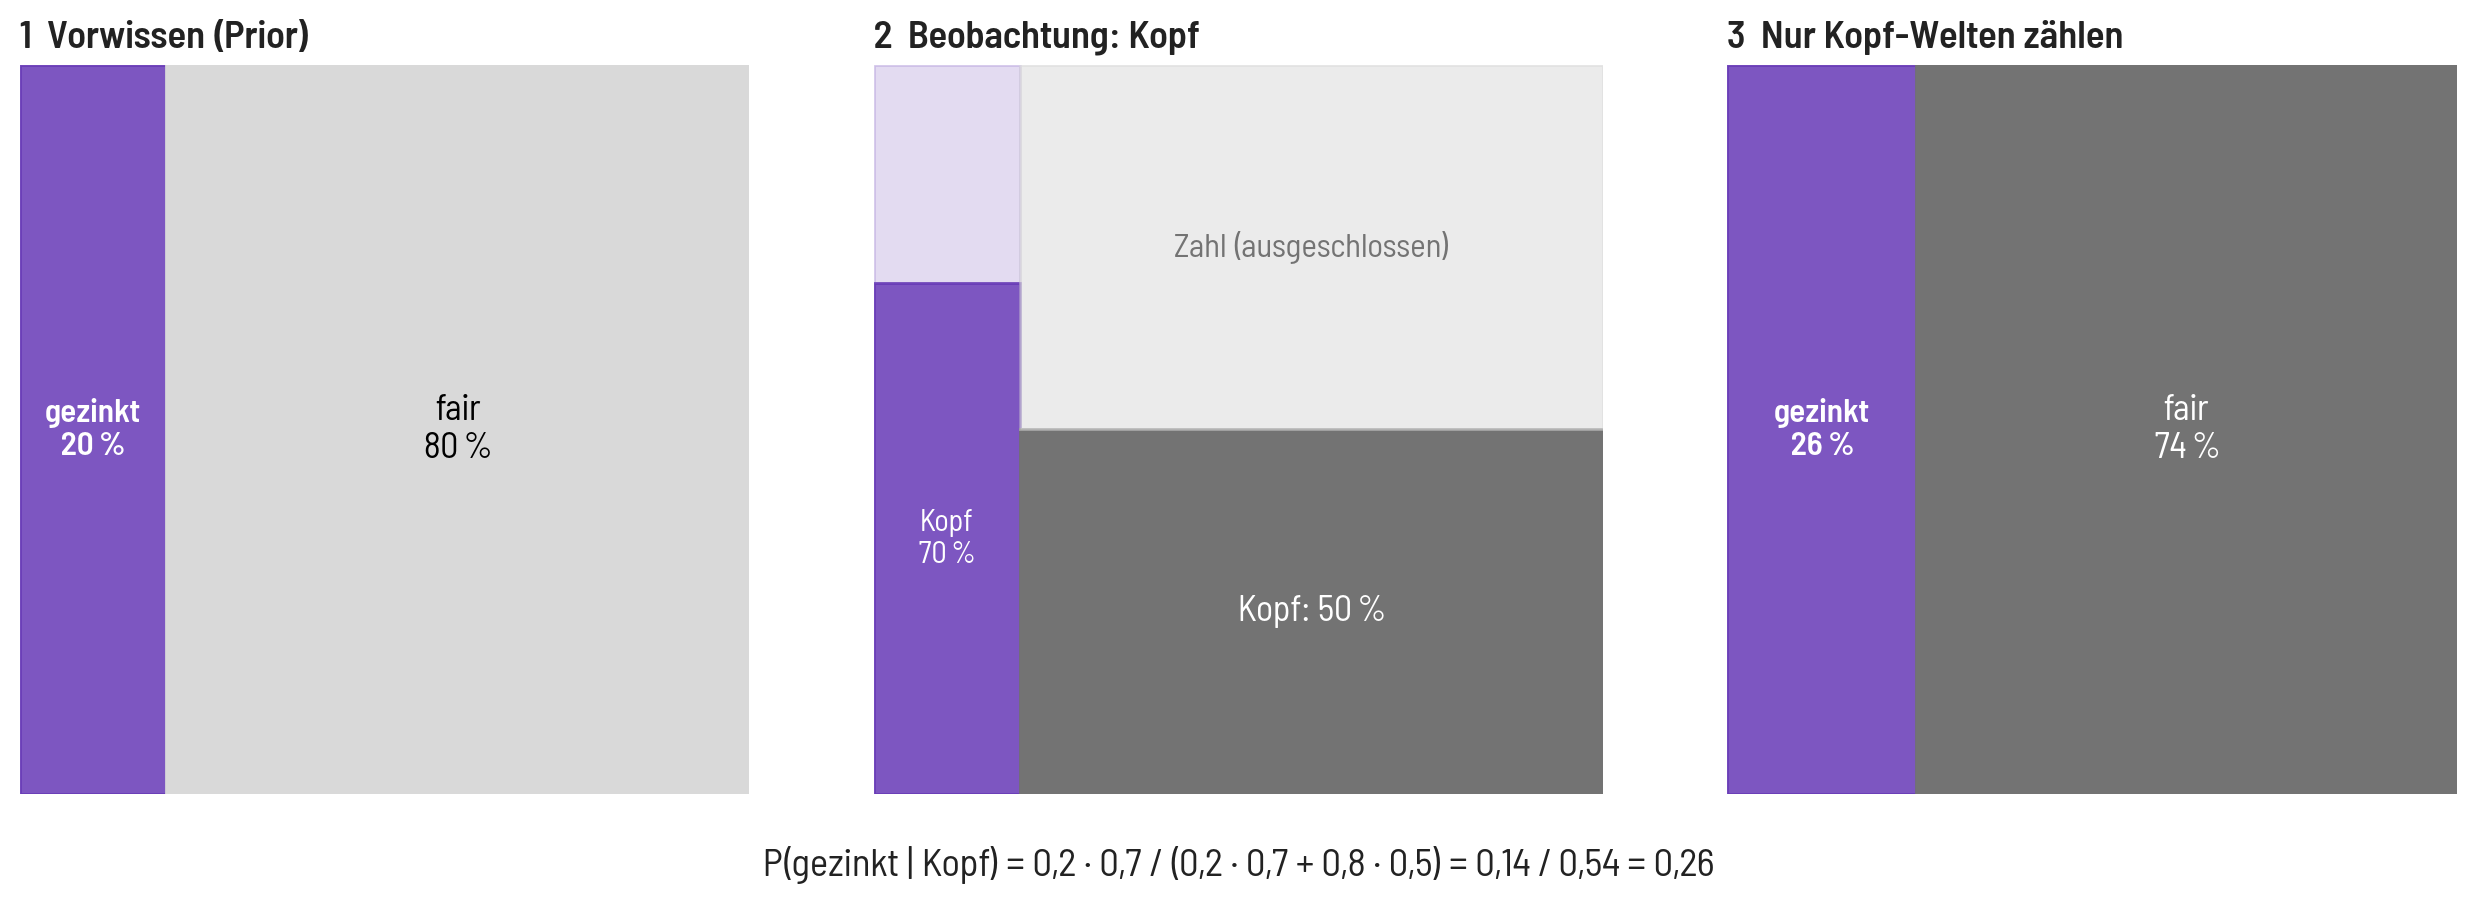 1 Vorwissen (Prior)
gezinkt
20 %
fair
80 %
2 Beobachtung: Kopf
Zahl (ausgeschlossen)
Kopf
70 %
Kopf: 50 %
3 Nur Kopf-Welten zählen
gezinkt
26 %
fair
74 %
P(gezinkt | Kopf) = 0,2 · 0,7 / (0,2 · 0,7 + 0,8 · 0,5) = 0,14 / 0,54 = 0,26